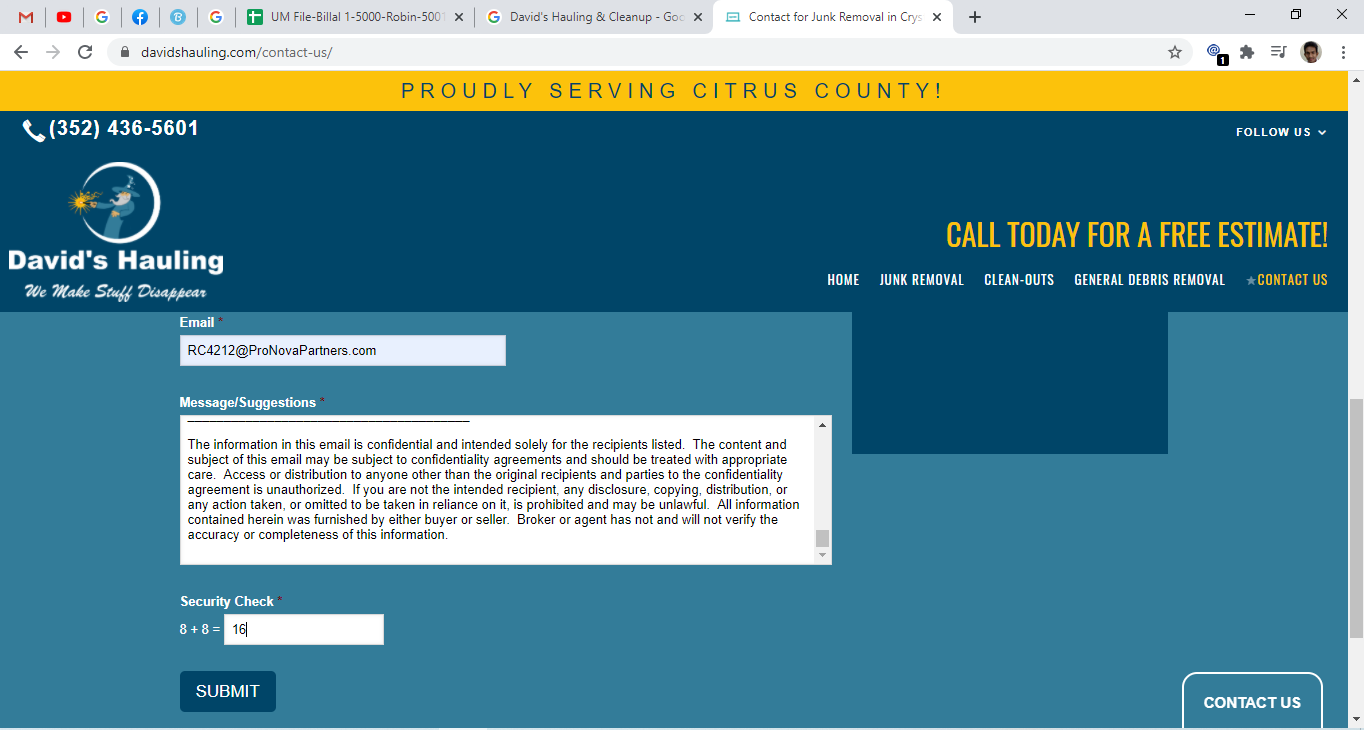 UM File-Billal 1-5000-Robin-5001
David's Hauling & Cleanup - Goo
Contact for Junk Removal in Crys
davidshauling.com/contact-us/
1
PROUDLY SERVING CITRUS COUNTY!
(352) 436-5601
FOLLOW US
David's Hauling
We Make Stuff Disappear
CALL TODAY FOR A FREE ESTIMATE!
HOME JUNK REMOVAL CLEAN-OUTS GENERAL DEBRIS REMOVAL CONTACT US
Email *
RC4212@ProNovaPartners.com
Message/Suggestions *
The information in this email is confidential and intended solely for the recipients listed. The content and
subject of this email may be subject to confidentiality agreements and should be treated with appropriate
care. Access or distribution to anyone other than the original recipients and parties to the confidentiality
agreement is unauthorized. If you are not the intended recipient, any disclosure, copying, distribution, or
any action taken, or omitted to be taken in reliance on it, is prohibited and may be unlawful. All information
contained herein was furnished by either buyer or seller. Broker or agent has not and will not verify the
accuracy or completeness of this information.
Security Check *
8 + 8 = 16
SUBMIT
CONTACT US